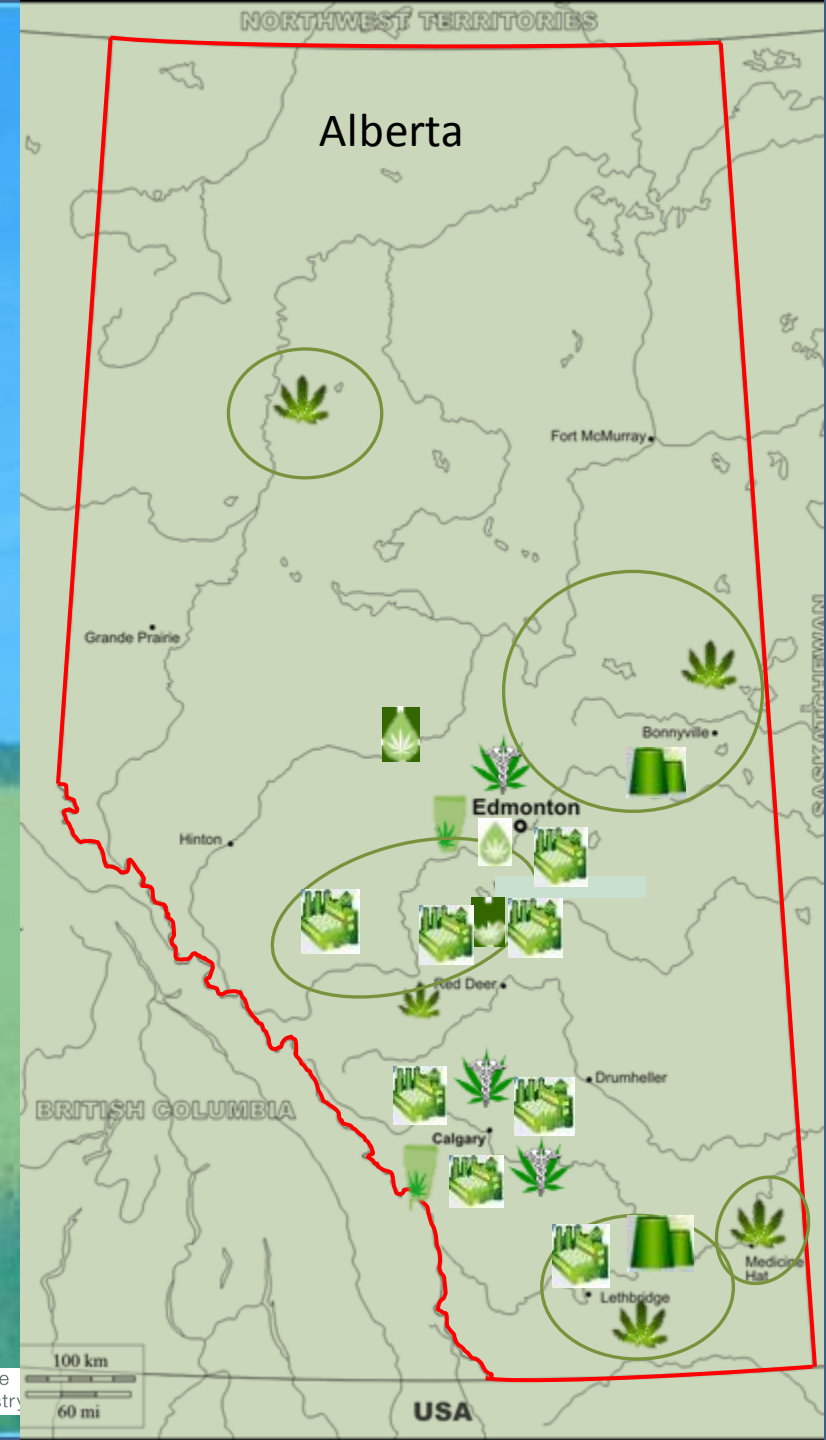 NORTHWEST TERRITORIES
Alberta
Fort McMurray
Grande Prairie
SASKATCHEWAN
Bonnyville
Edmonton
Hinton
Red Deer
Drumheller
BRITISH COLUMBIA
Calgary
Medicine
Hat
Lethbridge
100 km
60 mi
USA